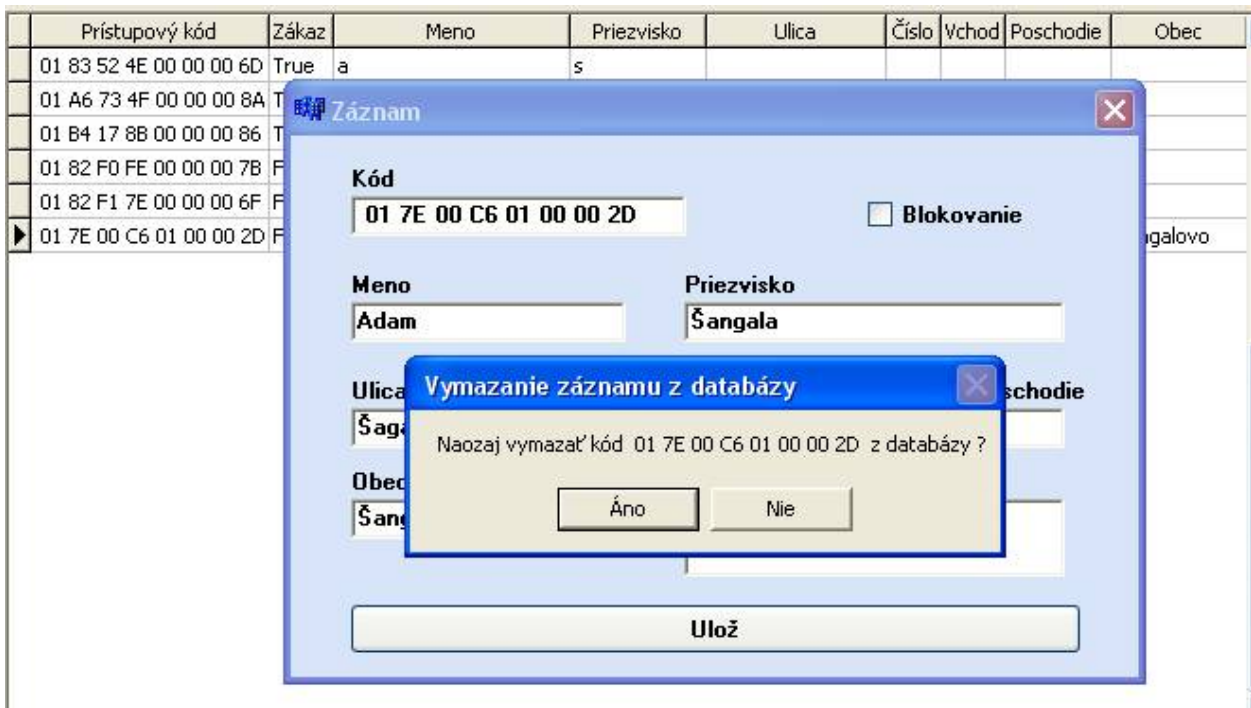 Prístupový kód Zákaz Meno Priezvisko Ulica Číslo Vchod Poschodie Obec
01 83 52 4E 00 00 00 6D True a s
01 A6 73 4F 00 00 00 8A T
01 B4 17 8B 00 00 00 86 T
01 82 F0 FE 00 00 00 7B F
01 82 F1 7E 00 00 00 6F F
01 7E 00 C6 01 00 00 2D F galovo
Záznam
Kód
01 7E 00 C6 01 00 00 2D Blokovanie
Meno Priezvisko
Adam Šangala
Ulica schodie
Šaga
Obec
Šang
Vymazanie záznamu z databázy
Naozaj vymazať kód 01 7E 00 C6 01 00 00 2D z databázy ?
Áno Nie
Ulož